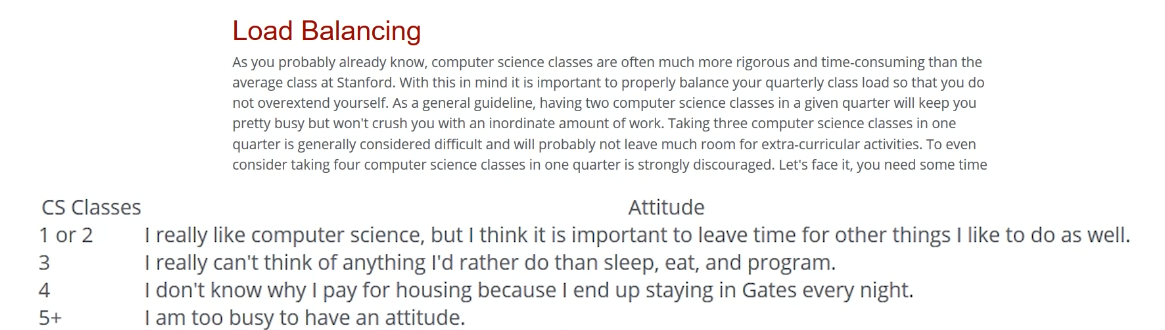 Load Balancing
As you probably already know, computer science classes are often much more rigorous and time-consuming than the
average class at Stanford. With this in mind it is important to properly balance your quarterly class load so that you do
not overextend yourself. As a general guideline, having two computer science classes in a given quarter will keep you
pretty busy but won't crush you with an inordinate amount of work. Taking three computer science classes in one
quarter is generally considered difficult and will probably not leave much room for extra-curricular activities. To even
consider taking four computer science classes in one quarter is strongly discouraged. Let's face it, you need some time
CS Classes Attitude
1 or 2 I really like computer science, but I think it is important to leave time for other things I like to do as well.
3 I really can't think of anything I'd rather do than sleep, eat, and program.
4 I don't know why I pay for housing because I end up staying in Gates every night.
5+ I am too busy to have an attitude.